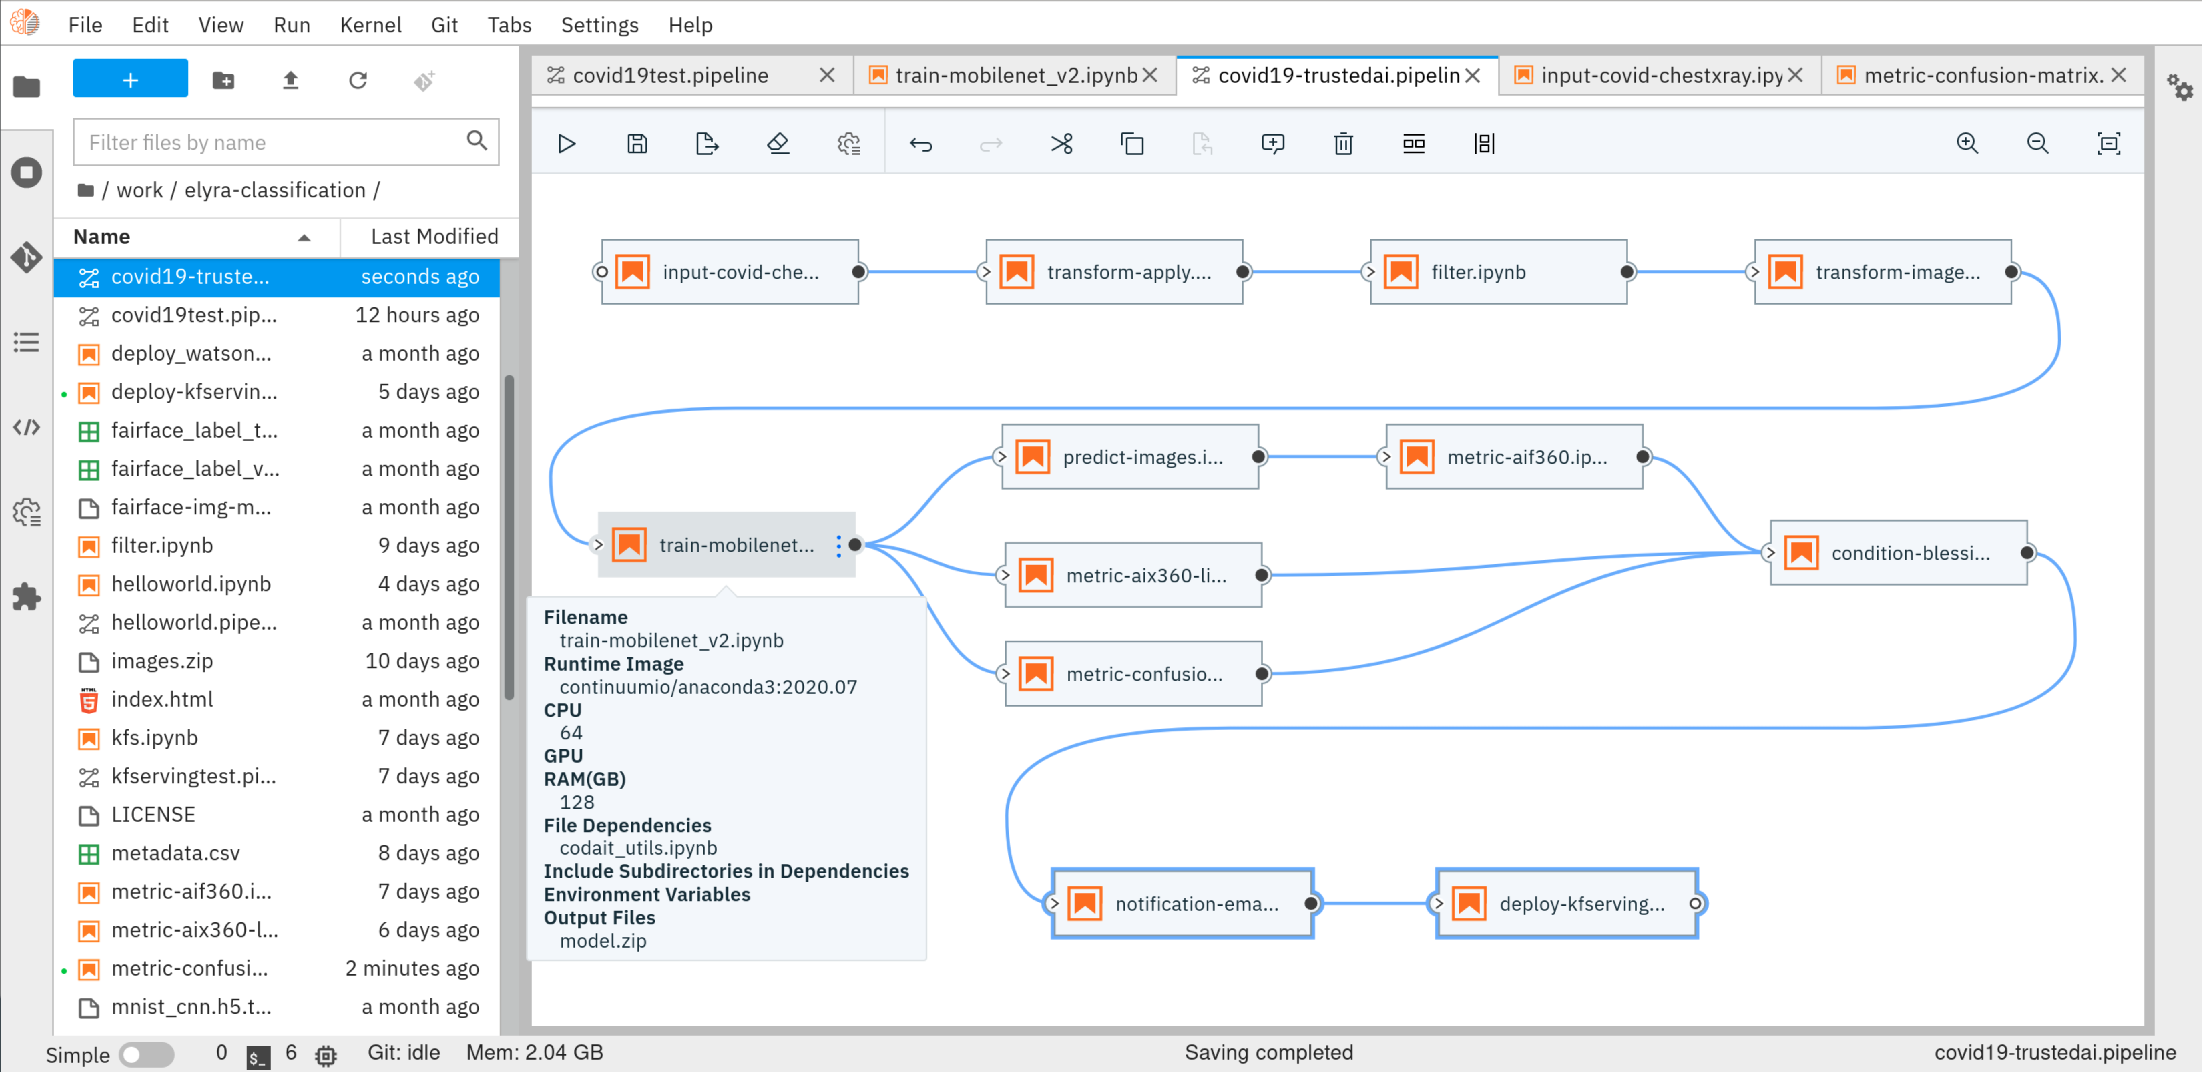 File Edit View Run Kernel Git Tabs Settings Help
+
Filter files by name
/ work / elyra-classification /
Name Last Modified
covid19-truste... seconds ago
covid19test.pip... 12 hours ago
deploy_watson... a month ago
deploy-kfservin... 5 days ago
fairface_label_t... a month ago
fairface_label_v... a month ago
fairface-img-m... a month ago
filter.ipynb 9 days ago
helloworld.ipynb 4 days ago
helloworld.pipe... a month ago
images.zip 10 days ago
index.html a month ago
kfs.ipynb 7 days ago
kfservingtest.pi... 7 days ago
LICENSE a month ago
metadata.csv 8 days ago
metric-aif360.i... 7 days ago
metric-aix360-l... 6 days ago
metric-confusi... 2 minutes ago
mnist_cnn.h5.t... a month ago
covid19test.pipeline
train-mobilenet_v2.ipynb
covid19-trustedai.pipelin
input-covid-chestxray.ipy
metric-confusion-matrix.
input-covid-che...
transform-apply....
filter.ipynb
transform-image...
predict-images.i...
metric-aif360.ip...
train-mobilenet...
metric-aix360-li...
condition-blessi...
metric-confusio...
Filename
train-mobilenet_v2.ipynb
Runtime Image
continuumio/anaconda3:2020.07
CPU
64
GPU
RAM(GB)
128
File Dependencies
codait_utils.ipynb
Include Subdirectories in Dependencies
Environment Variables
Output Files
model.zip
notification-ema...
deploy-kfserving...
Simple 0 $_ 6 Git: idle Mem: 2.04 GB Saving completed covid19-trustedai.pipeline